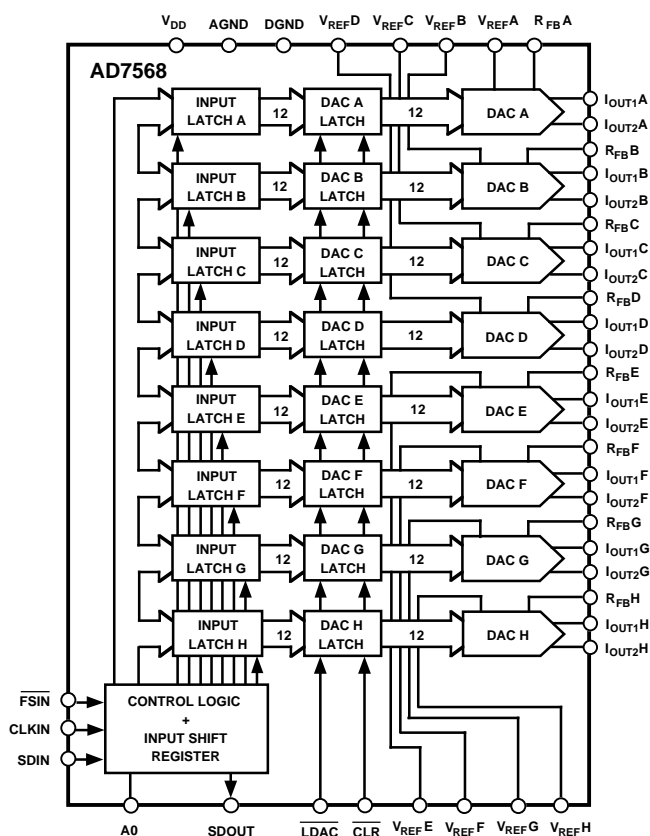 VDD AGND DGND VREFD VREFC VREFB VREFA RFBA
AD7568
INPUT LATCH A 12 DAC A LATCH 12 DAC A
IOUT1A
IOUT2A
RFBB
INPUT LATCH B 12 DAC B LATCH 12 DAC B
IOUT1B
IOUT2B
RFBC
INPUT LATCH C 12 DAC C LATCH 12 DAC C
IOUT1C
IOUT2C
RFBD
INPUT LATCH D 12 DAC D LATCH 12 DAC D
IOUT1D
IOUT2D
RFBE
INPUT LATCH E 12 DAC E LATCH 12 DAC E
IOUT1E
IOUT2E
RFBF
INPUT LATCH F 12 DAC F LATCH 12 DAC F
IOUT1F
IOUT2F
RFBG
INPUT LATCH G 12 DAC G LATCH 12 DAC G
IOUT1G
IOUT2G
RFBH
INPUT LATCH H 12 DAC H LATCH 12 DAC H
IOUT1H
IOUT2H
FSIN
CLKIN
SDIN
CONTROL LOGIC
+
INPUT SHIFT
REGISTER
A0 SDOUT LDAC CLR VREFE VREFF VREFG VREFH